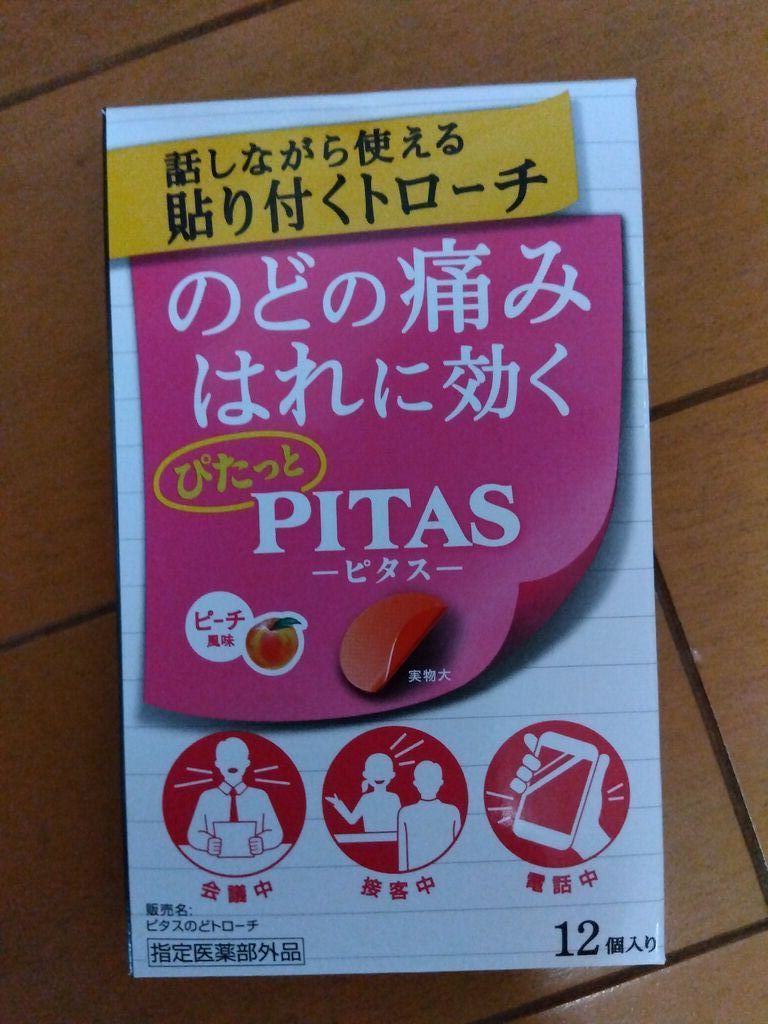 話しながら使える
貼り付くトローチ
のどの痛み
はれに効く
ぴたっと
PITAS
ーピタスー
ピーチ
風味
実物大
会議中
接客中
電話中
販売名:
ピタスのどトローチ
指定医薬部外品
12個入り